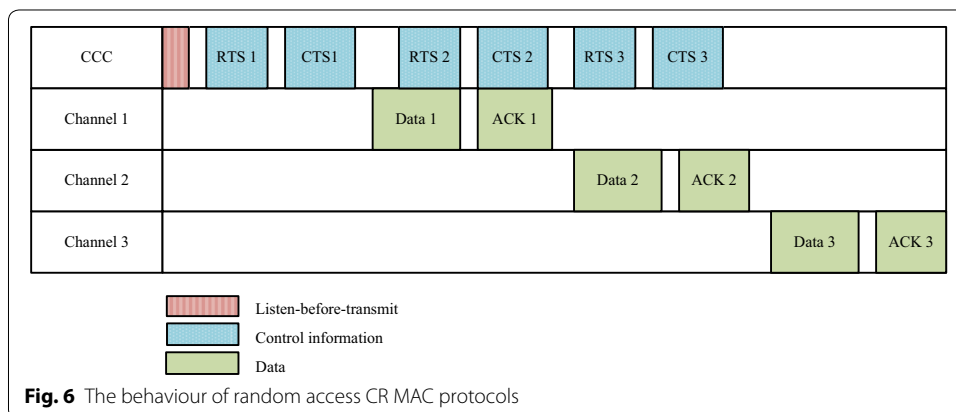 CCC RTS 1 CTS1 RTS 2 CTS 2 RTS 3 CTS 3
Channel 1 Data 1 ACK 1
Channel 2 Data 2 ACK 2
Channel 3 Data 3 ACK 3
Listen-before-transmit
Control information
Data
Fig. 6 The behaviour of random access CR MAC protocols